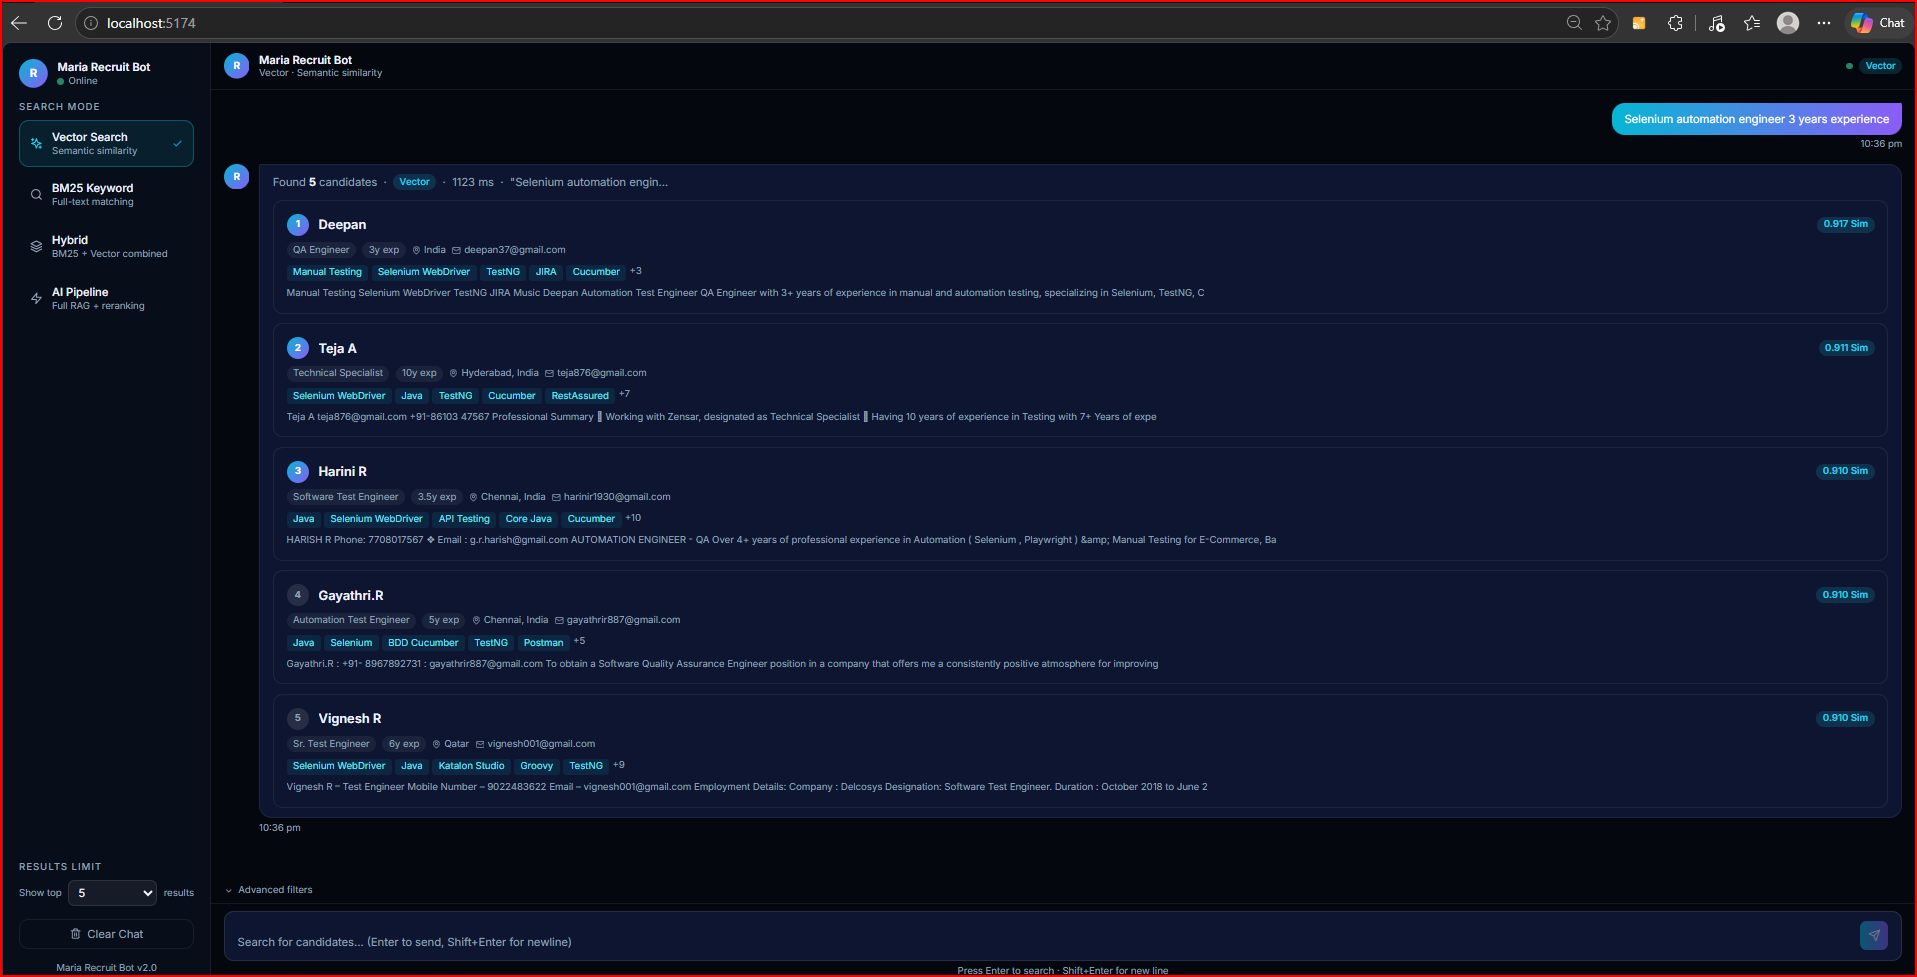 localhost:5174
Chat
R
Maria Recruit Bot
Online
SEARCH MODE
Vector Search
Semantic similarity
BM25 Keyword
Full-text matching
Hybrid
BM25 + Vector combined
AI Pipeline
Full RAG + reranking
RESULTS LIMIT
Show top 5 results
Clear Chat
Maria Recruit Bot v2.0
R
Maria Recruit Bot
Vector · Semantic similarity
Vector
Selenium automation engineer 3 years experience
10:36 pm
R
Found 5 candidates · Vector · 1123 ms · "Selenium automation engin...
1 Deepan 0.917 Sim
QA Engineer 3y exp India deepan37@gmail.com
Manual Testing Selenium WebDriver TestNG JIRA Cucumber +3
Manual Testing Selenium WebDriver TestNG JIRA Music Deepan Automation Test Engineer QA Engineer with 3+ years of experience in manual and automation testing, specializing in Selenium, TestNG, C
2 Teja A 0.911 Sim
Technical Specialist 10y exp Hyderabad, India teja876@gmail.com
Selenium WebDriver Java TestNG Cucumber RestAssured +7
Teja A teja876@gmail.com +91-86103 47567 Professional Summary Working with Zensar, designated as Technical Specialist Having 10 years of experience in Testing with 7+ Years of expe
3 Harini R 0.910 Sim
Software Test Engineer 3.5y exp Chennai, India harinir1930@gmail.com
Java Selenium WebDriver API Testing Core Java Cucumber +10
HARISH R Phone: 7708017567 ❖ Email : g.r.harish@gmail.com AUTOMATION ENGINEER - QA Over 4+ years of professional experience in Automation ( Selenium , Playwright ) &amp; Manual Testing for E-Commerce, Ba
4 Gayathri.R 0.910 Sim
Automation Test Engineer 5y exp Chennai, India gayathrir887@gmail.com
Java Selenium BDD Cucumber TestNG Postman +5
Gayathri.R : +91- 8967892731 : gayathrir887@gmail.com To obtain a Software Quality Assurance Engineer position in a company that offers me a consistently positive atmosphere for improving
5 Vignesh R 0.910 Sim
Sr. Test Engineer 6y exp Qatar vignesh001@gmail.com
Selenium WebDriver Java Katalon Studio Groovy TestNG +9
Vignesh R – Test Engineer Mobile Number – 9022483622 Email – vignesh001@gmail.com Employment Details: Company : Delcosys Designation: Software Test Engineer. Duration : October 2018 to June 2
10:36 pm
Advanced filters
Search for candidates... (Enter to send, Shift+Enter for newline)
Press Enter to search · Shift+Enter for new line